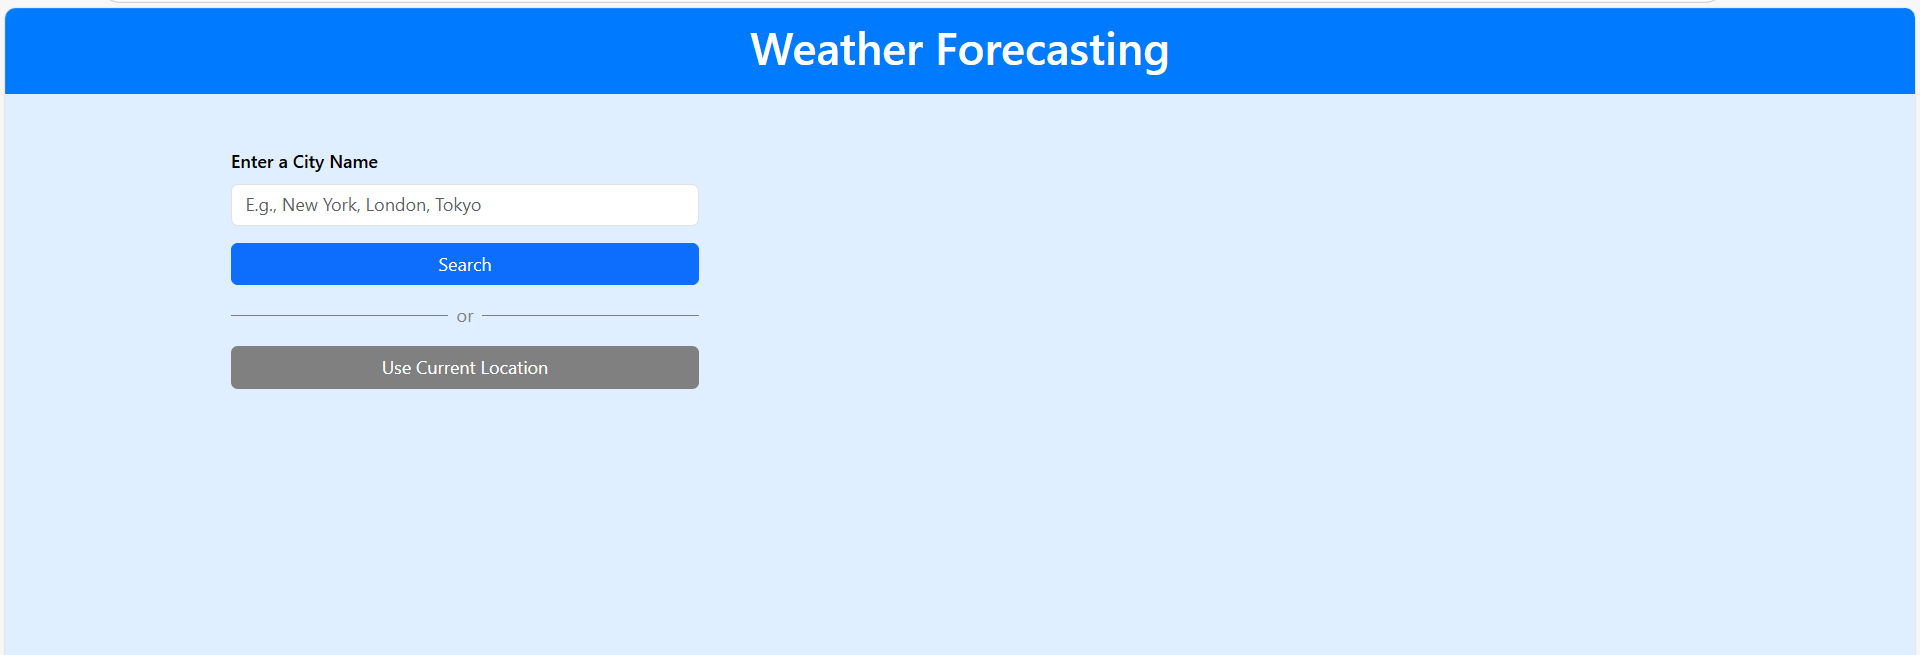 Weather Forecasting
Enter a City Name
E.g., New York, London, Tokyo
Search
or
Use Current Location